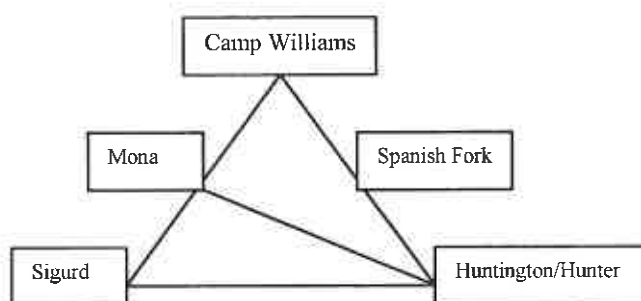 Camp Williams
Mona
Spanish Fork
Sigurd
Huntington/Hunter